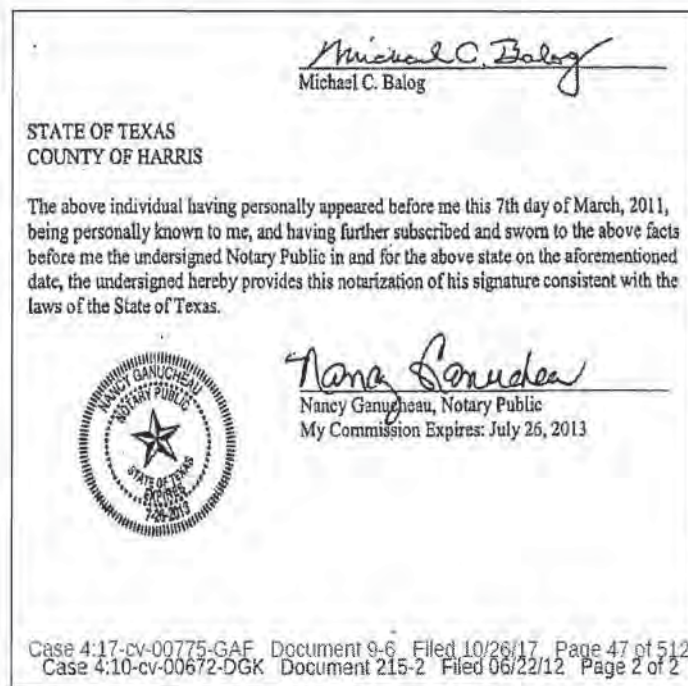 Michael C. Balog
Michael C. Balog
STATE OF TEXAS
COUNTY OF HARRIS
The above individual having personally appeared before me this 7th day of March, 2011,
being personally known to me, and having further subscribed and sworn to the above facts
before me the undersigned Notary Public in and for the above state on the aforementioned
date, the undersigned hereby provides this notarization of his signature consistent with the
laws of the State of Texas.
NANCY GANUCHEAU
NOTARY PUBLIC
STATE OF TEXAS
EXPIRES
7-26-2013
Nancy Ganucheau
Nancy Ganucheau, Notary Public
My Commission Expires: July 26, 2013
Case 4:17-cv-00775-GAF Document 9-6 Filed 10/26/17 Page 47 of 512
Case 4:10-cv-00672-DGK Document 215-2 Filed 06/22/12 Page 2 of 2